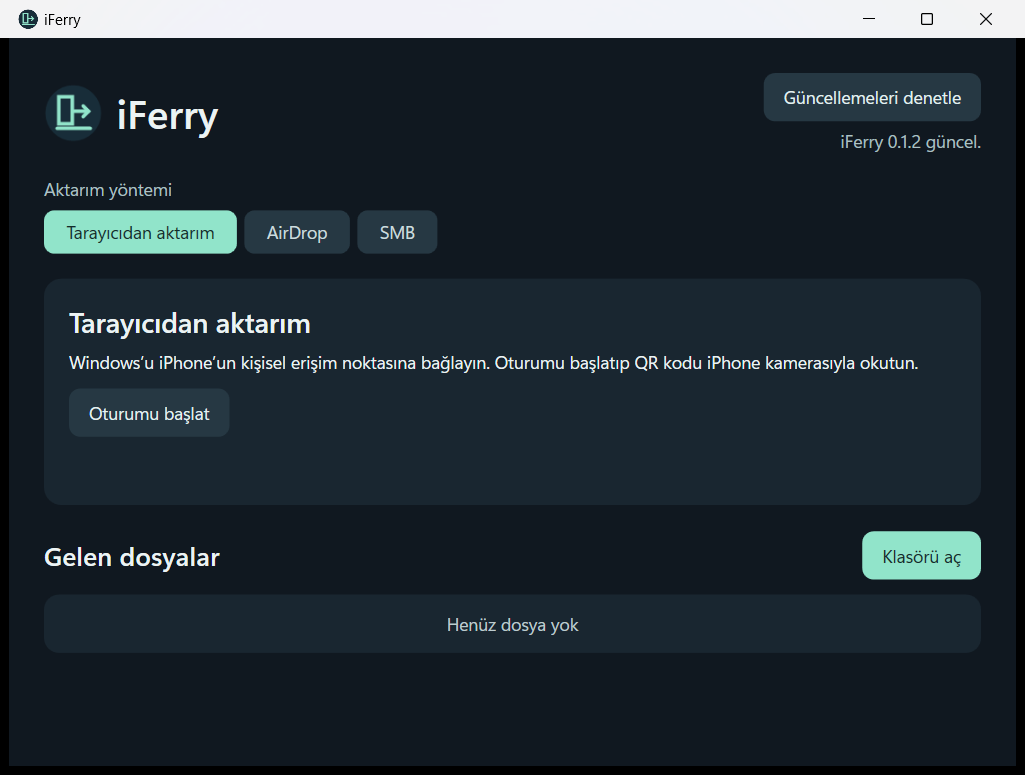 iFerry
iFerry
Güncellemeleri denetle
iFerry 0.1.2 güncel.
Aktarım yöntemi
Tarayıcıdan aktarım
AirDrop
SMB
Tarayıcıdan aktarım
Windows’u iPhone’un kişisel erişim noktasına bağlayın. Oturumu başlatıp QR kodu iPhone kamerasıyla okutun.
Oturumu başlat
Gelen dosyalar
Klasörü aç
Henüz dosya yok